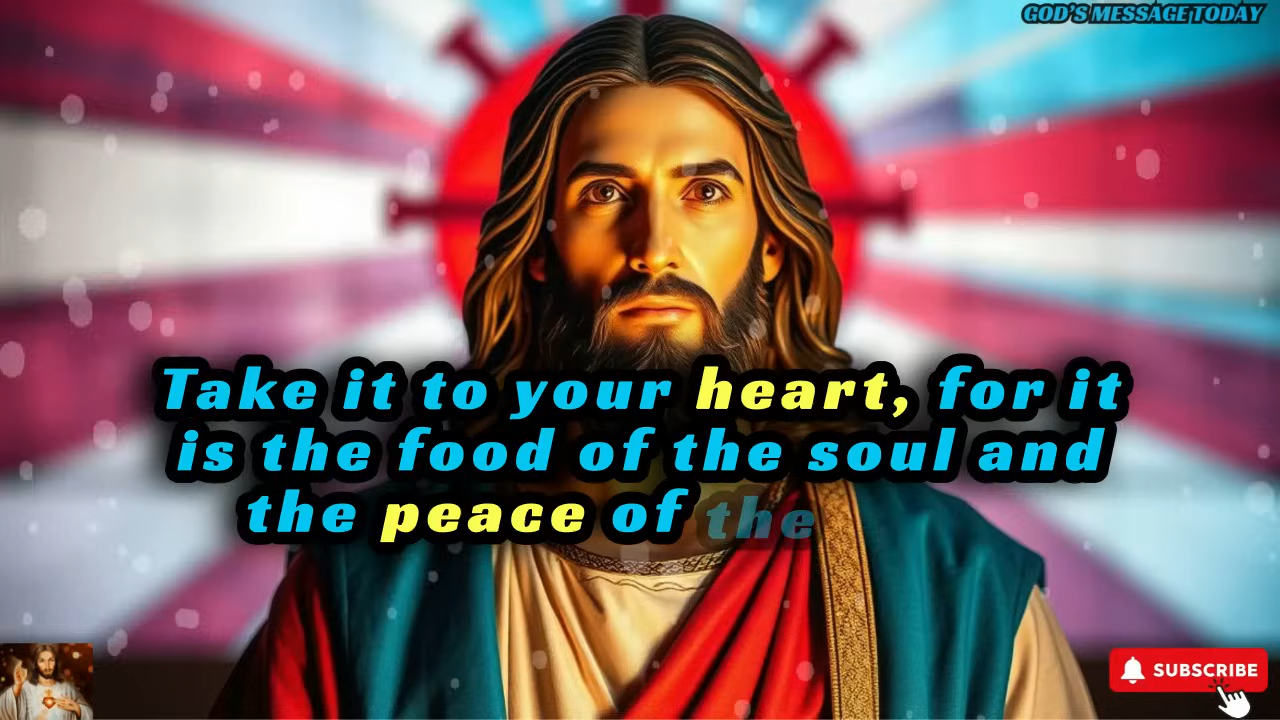 GOD'S MESSAGE TODAY
Take it to your heart, for it
is the food of the soul and
the peace of the
SUBSCRIBE